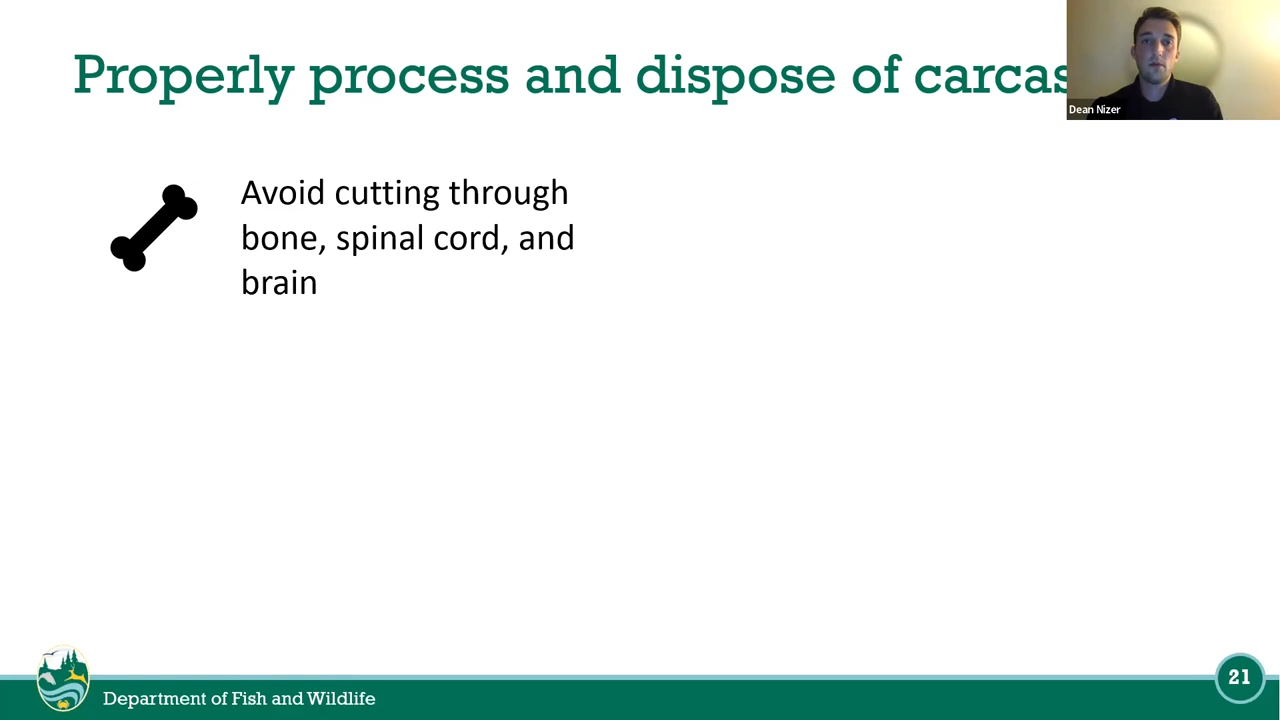 Properly process and dispose of carcas
Dean Nizer
Avoid cutting through
bone, spinal cord, and
brain
21
Department of Fish and Wildlife